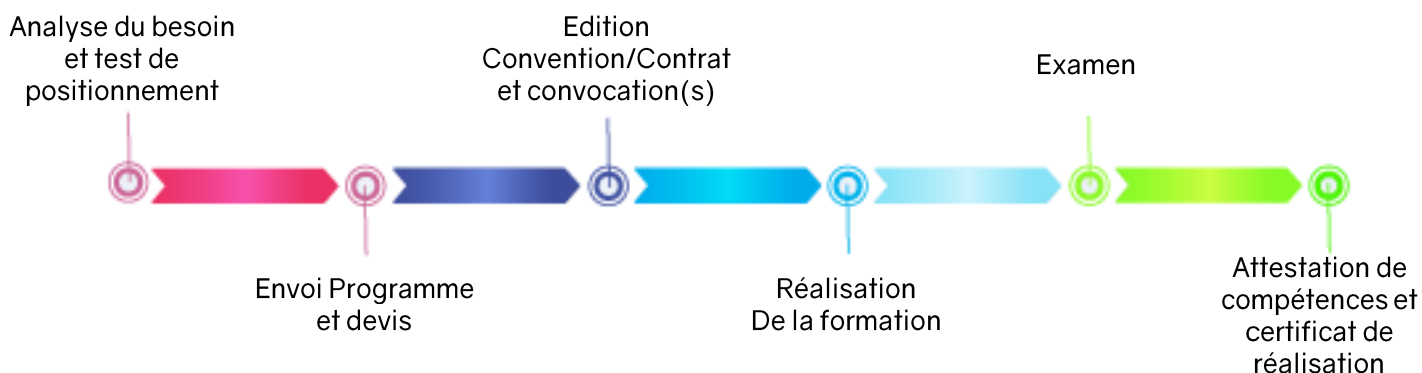 Analyse du besoin
et test de
positionnement
Envoi Programme
et devis
Edition
Convention/Contrat
et convocation(s)
Réalisation
De la formation
Examen
Attestation de
compétences et
certificat de
réalisation